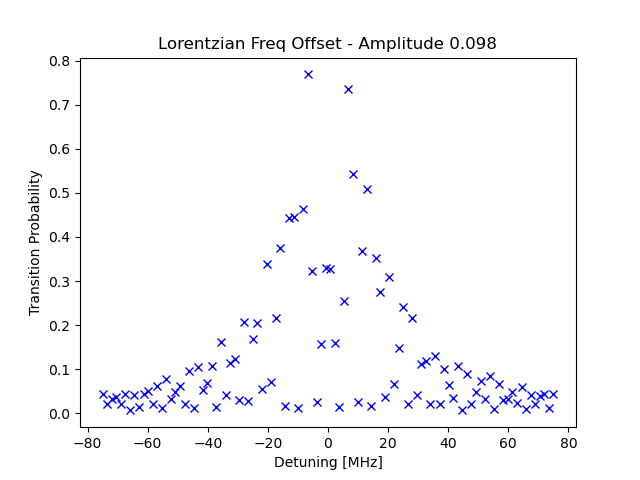 Lorentzian Freq Offset - Amplitude 0.098
Transition Probability
0.8
0.7
0.6
0.5
0.4
0.3
0.2
0.1
0.0
−80 −60 −40 −20 0 20 40 60 80
Detuning [MHz]